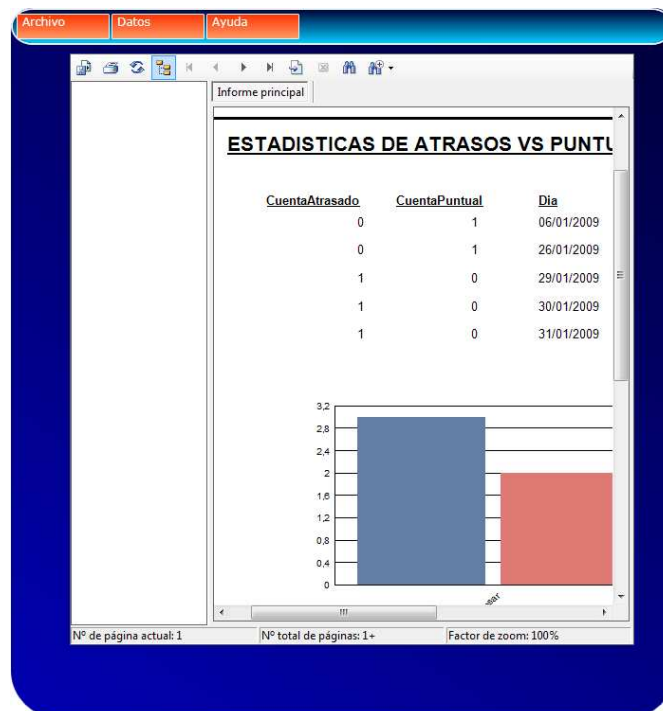 Archivo Datos Ayuda
Informe principal
ESTADISTICAS DE ATRASOS VS
CuentaAtrasado CuentaPuntual Dia
0 1 06/01/2009
0 1 26/01/2009
1 0 29/01/2009
1 0 30/01/2009
1 0 31/01/2009
3,2
2,8
2,4
2
1,6
1,2
0,8
0,4
0
Nº de página actual: 1 Nº total de páginas: 1+ Factor de zoom: 100%